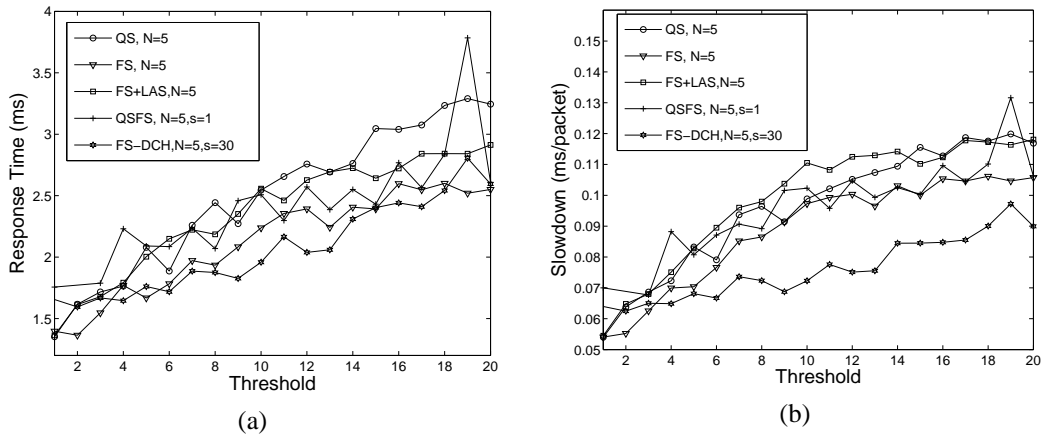 4
3.5
3
2.5
2
1.5
Response Time (ms)
QS, N=5
FS, N=5
FS+LAS,N=5
QSFS, N=5,s=1
FS−DCH,N=5,s=30
2 4 6 8 10 12 14 16 18 20
Threshold
(a)
0.15
0.14
0.13
0.12
0.11
0.1
0.09
0.08
0.07
0.06
0.05
Slowdown (ms/packet)
QS, N=5
FS, N=5
FS+LAS,N=5
QSFS, N=5,s=1
FS−DCH,N=5,s=30
2 4 6 8 10 12 14 16 18 20
Threshold
(b)